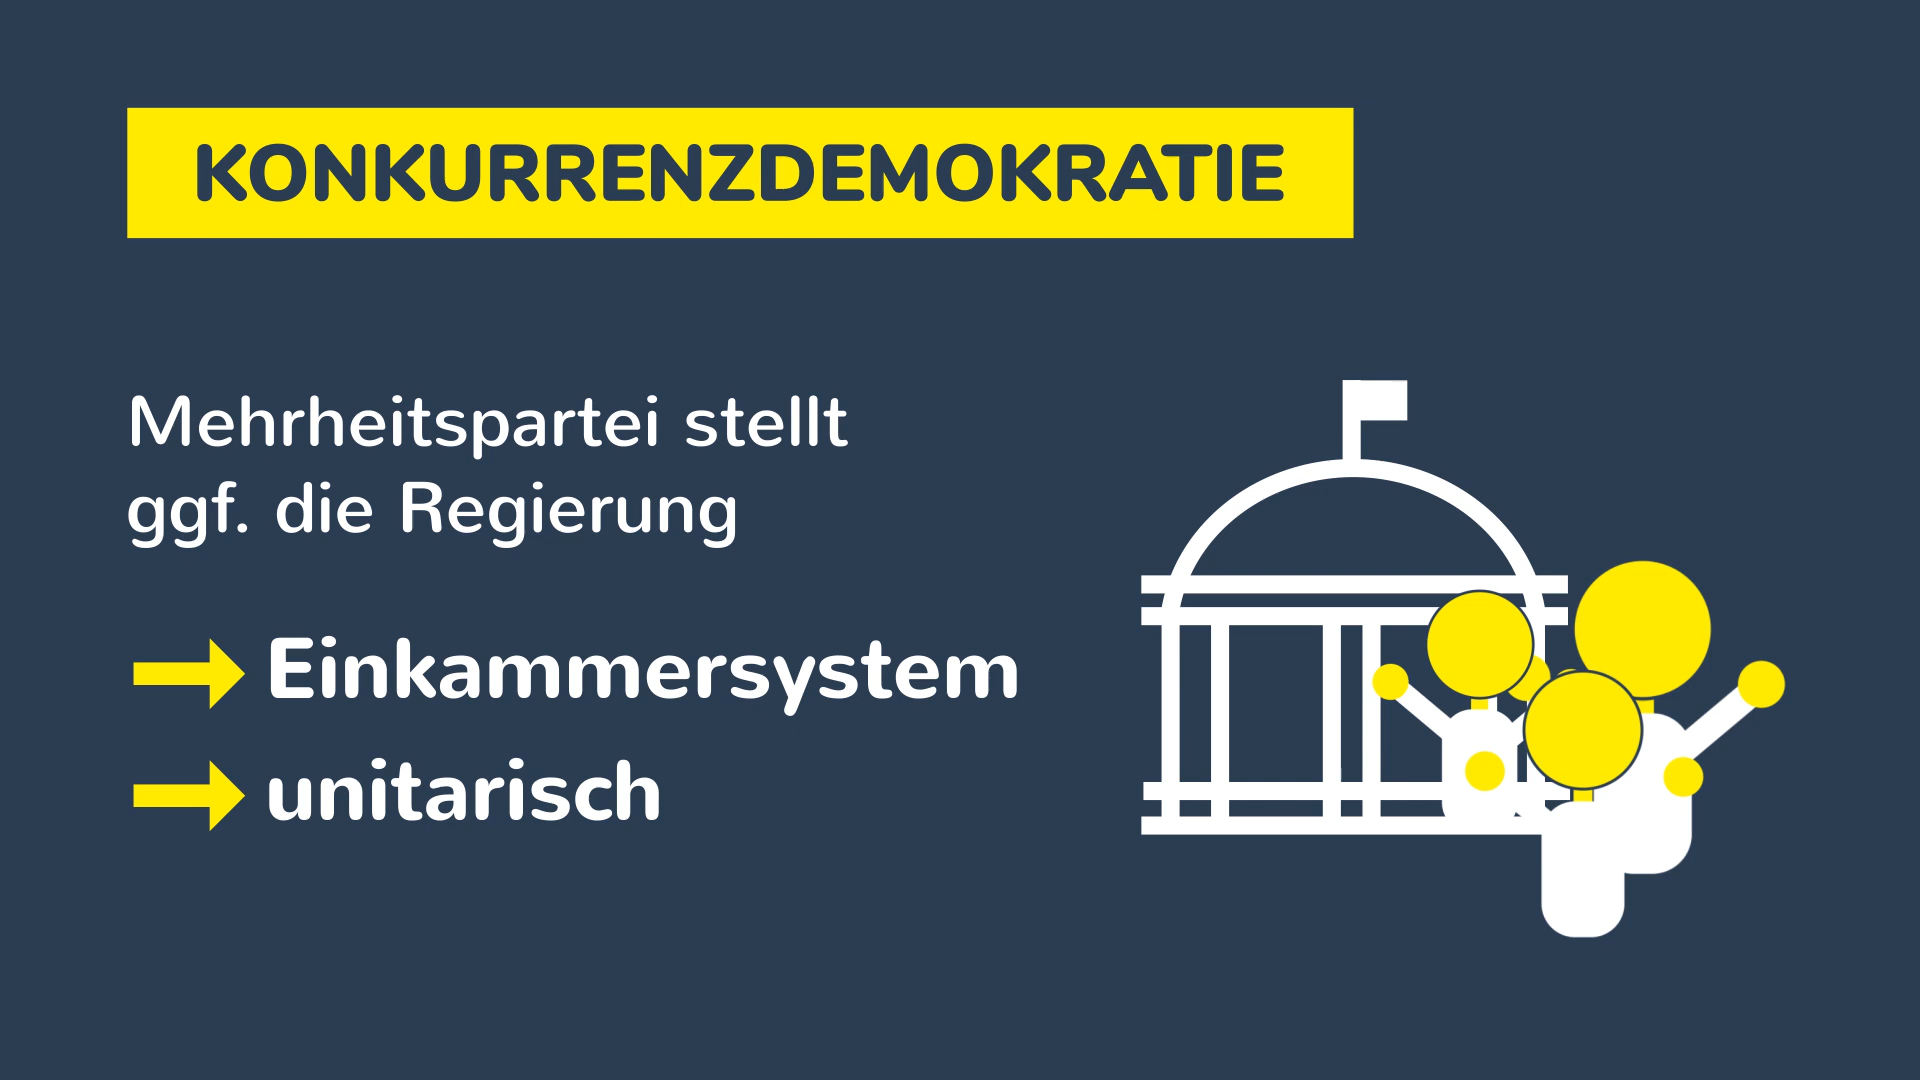 KONKURRENZDEMOKRATIE
Mehrheitspartei stellt
ggf. die Regierung
Einkammersystem
unitarisch